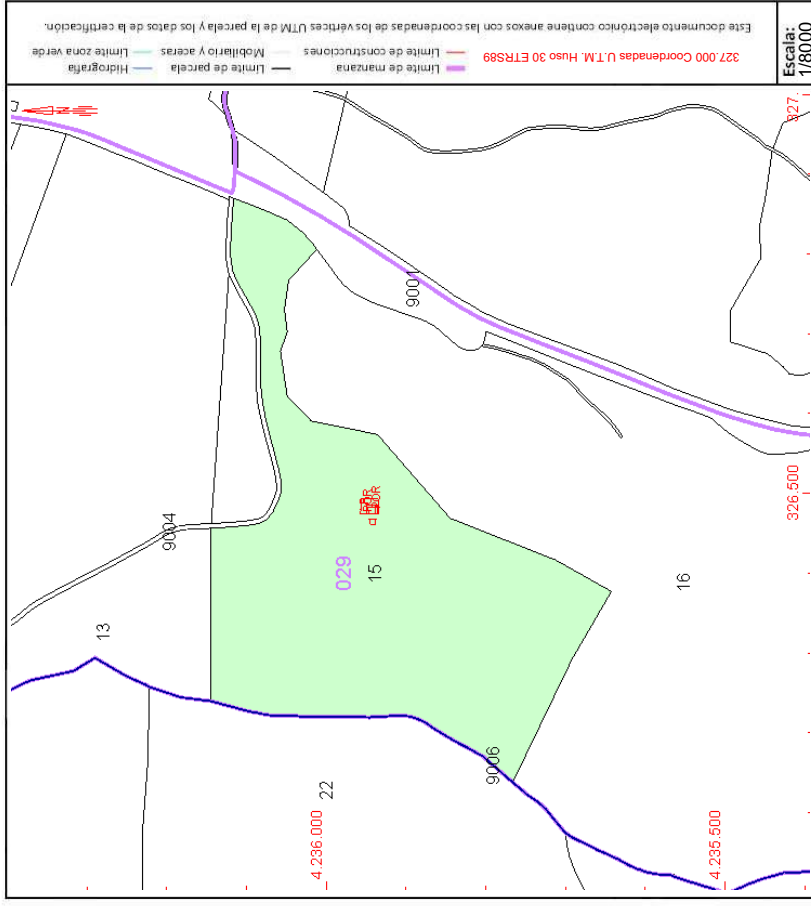 Este documento electrónico contiene anexos con las coordenadas de los vértices UTM de la parcela y los datos de la certificación.
Límite zona verde
Mobiliario y aceras
Límite de construcciones
327.000 Coordenadas U.T.M. Huso 30 ETRS89
Hidrografía
Límite de parcela
Límite de manzana
Escala:
1/8000
9004
13
029
15
9001
16
22
9006
4.236.000
4.235.500
326.500
327.